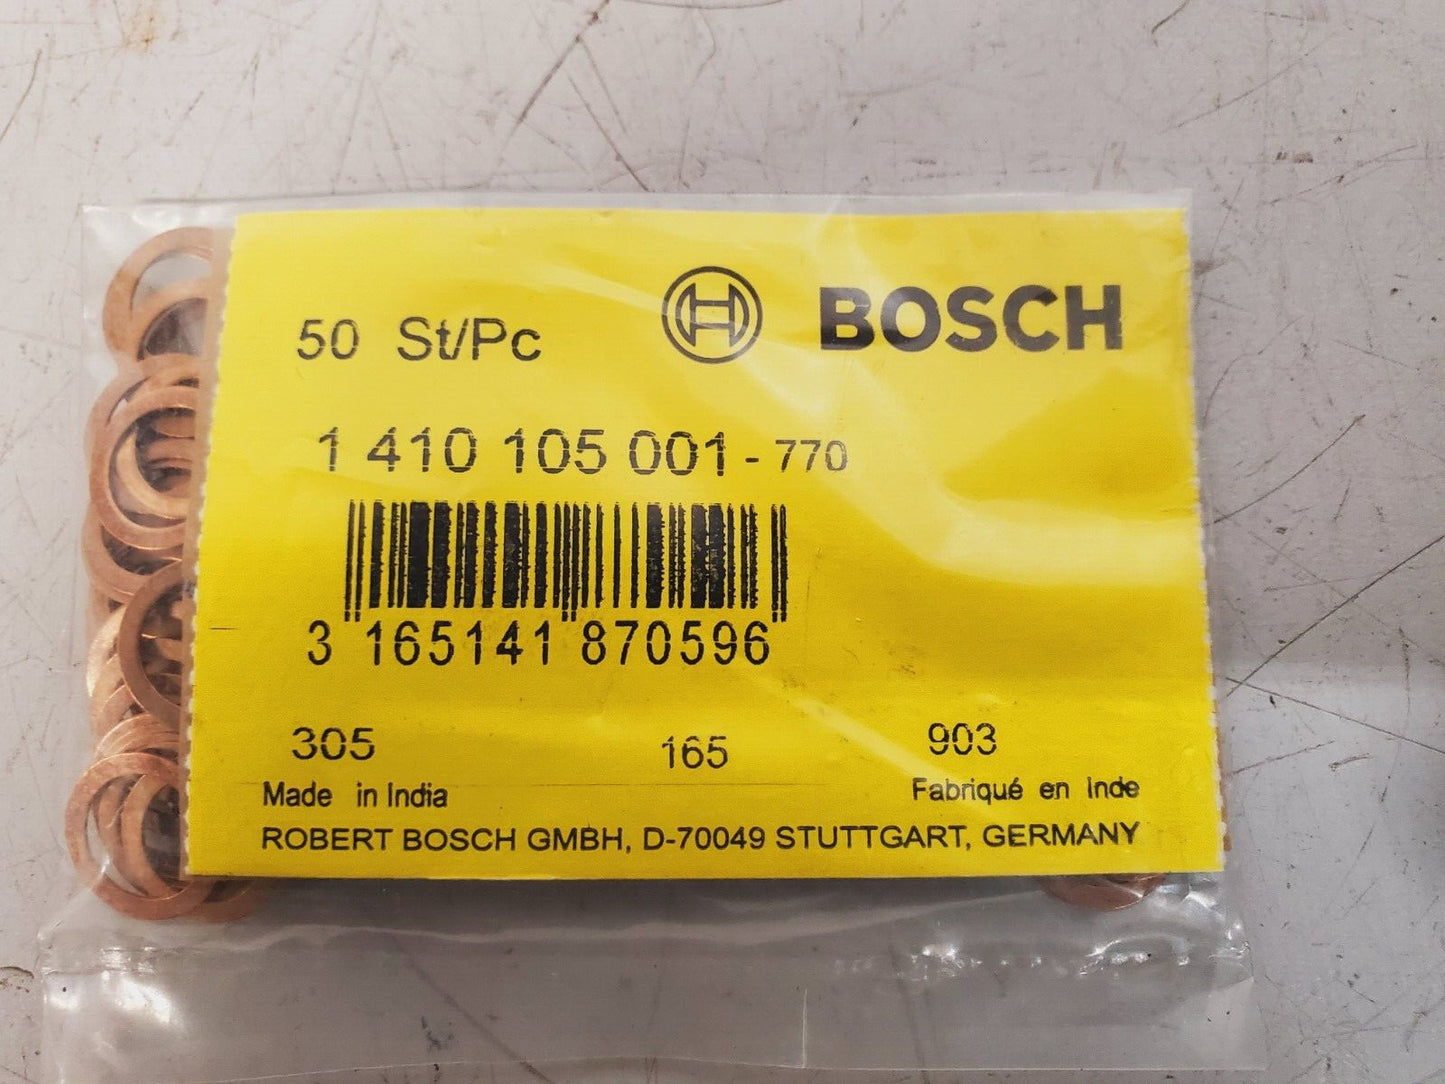 50 St/Pc BOSCH
1 410 105 001 - 770
3 165141 870596
305 165 903
Made in India Fabriqué en Inde
ROBERT BOSCH GMBH, D-70049 STUTTGART, GERMANY